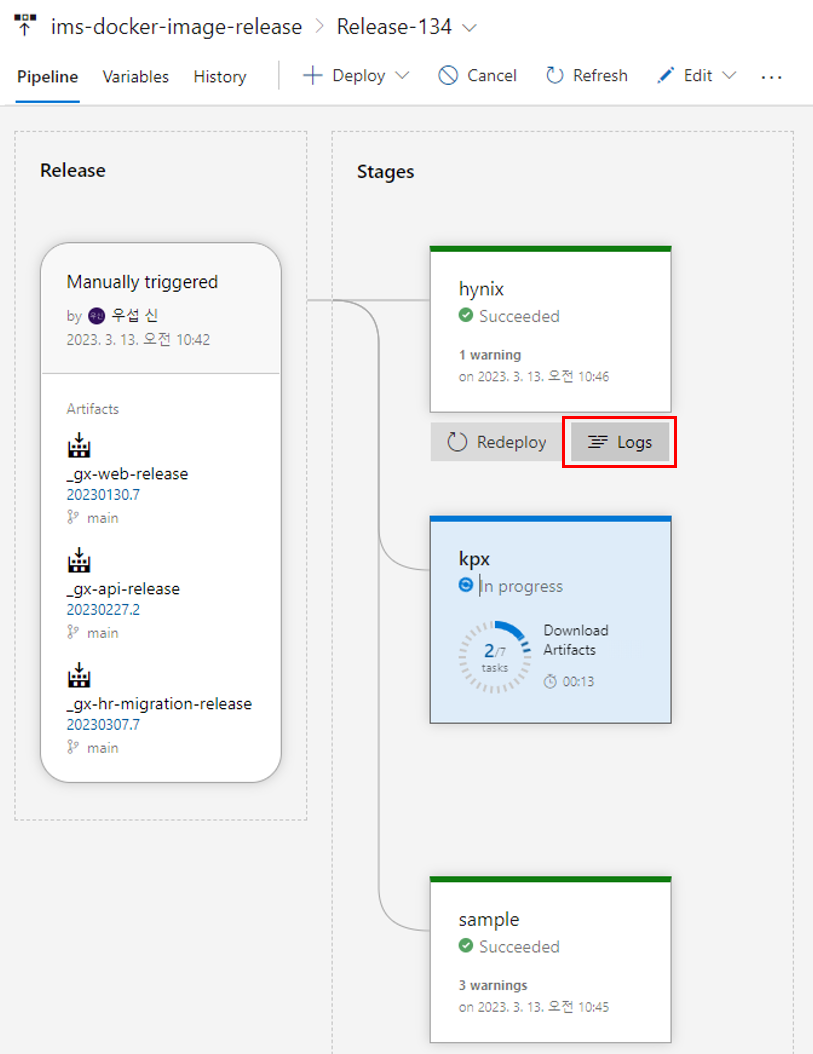 ims-docker-image-release > Release-134
Pipeline Variables History Deploy Cancel Refresh Edit ...
Release
Manually triggered
by 우신 우섭 신
2023. 3. 13. 오전 10:42
Artifacts
_gx-web-release
20230130.7
main
_gx-api-release
20230227.2
main
_gx-hr-migration-release
20230307.7
main
Stages
hynix
Succeeded
1 warning
on 2023. 3. 13. 오전 10:46
Redeploy Logs
kpx
In progress
2/7
tasks
Download
Artifacts
00:13
sample
Succeeded
3 warnings
on 2023. 3. 13. 오전 10:45